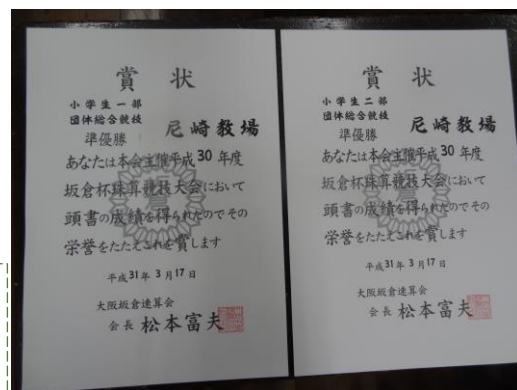 賞状
小学生一部
団体総合競技
準優勝
尼崎教場
あなたは本会主催平成30年度
坂倉杯珠算競技大会において
頭書の成績を得られたのでその
栄誉をたたえこれを賞します
平成31年3月17日
大阪坂倉速算会
会長 松本富夫
賞状
小学生二部
団体総合競技
準優勝
尼崎教場
あなたは本会主催平成30年度
坂倉杯珠算競技大会において
頭書の成績を得られたのでその
栄誉をたたえこれを賞します
平成31年3月17日
大阪坂倉速算会
会長 松本富夫